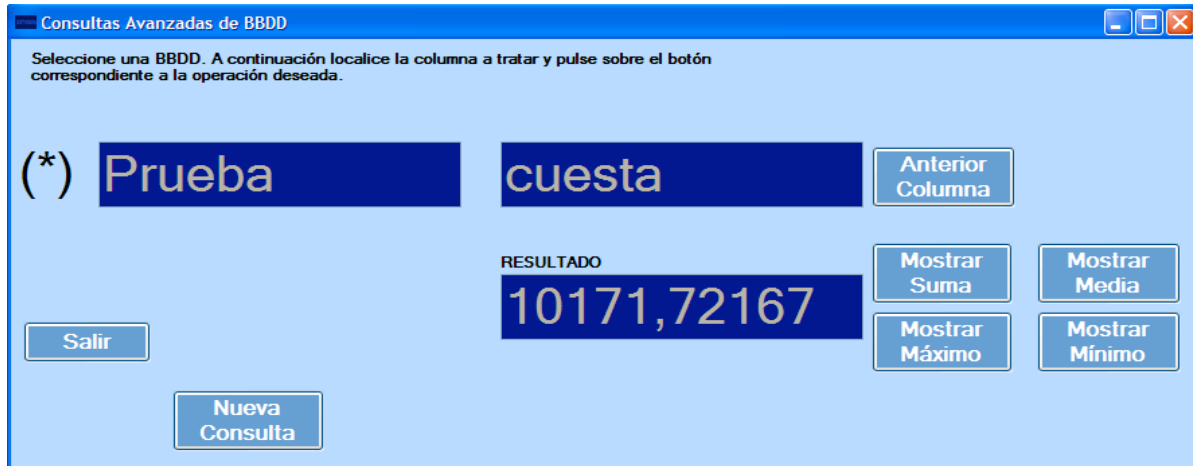 Consultas Avanzadas de BBDD
Seleccione una BBDD. A continuación localice la columna a tratar y pulse sobre el botón
correspondiente a la operación deseada.
(*) Prueba cuesta Anterior
Columna
RESULTADO
10171,72167
Mostrar
Suma
Mostrar
Media
Mostrar
Máximo
Mostrar
Mínimo
Salir
Nueva
Consulta